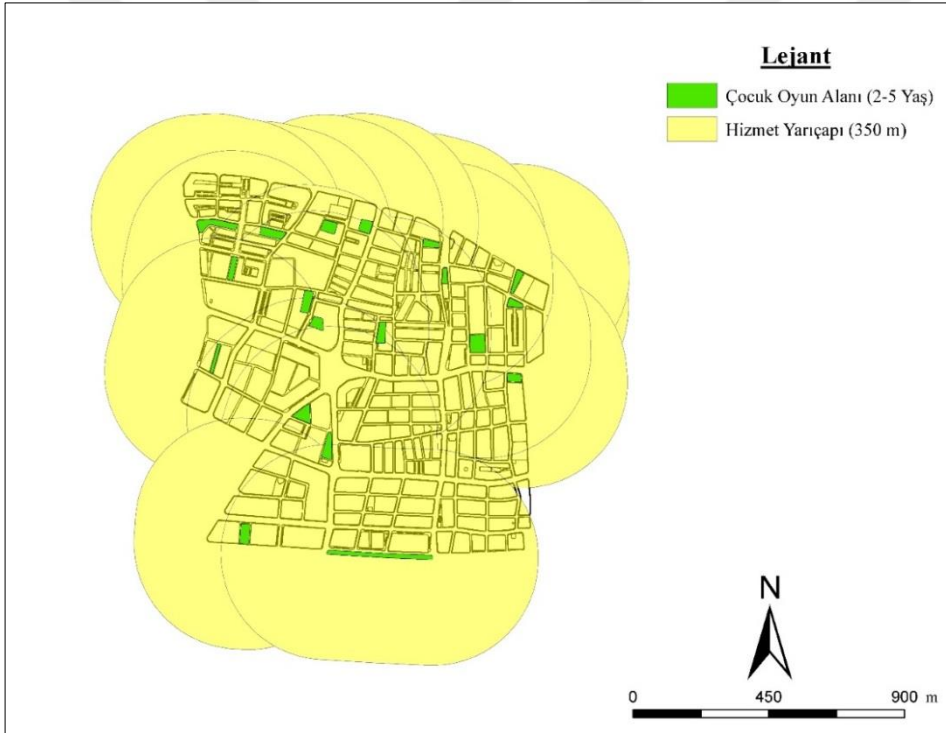 Lejant
Çocuk Oyun Alanı (2-5 Yaş)
Hizmet Yarıçapı (350 m)
N
0 450 900 m